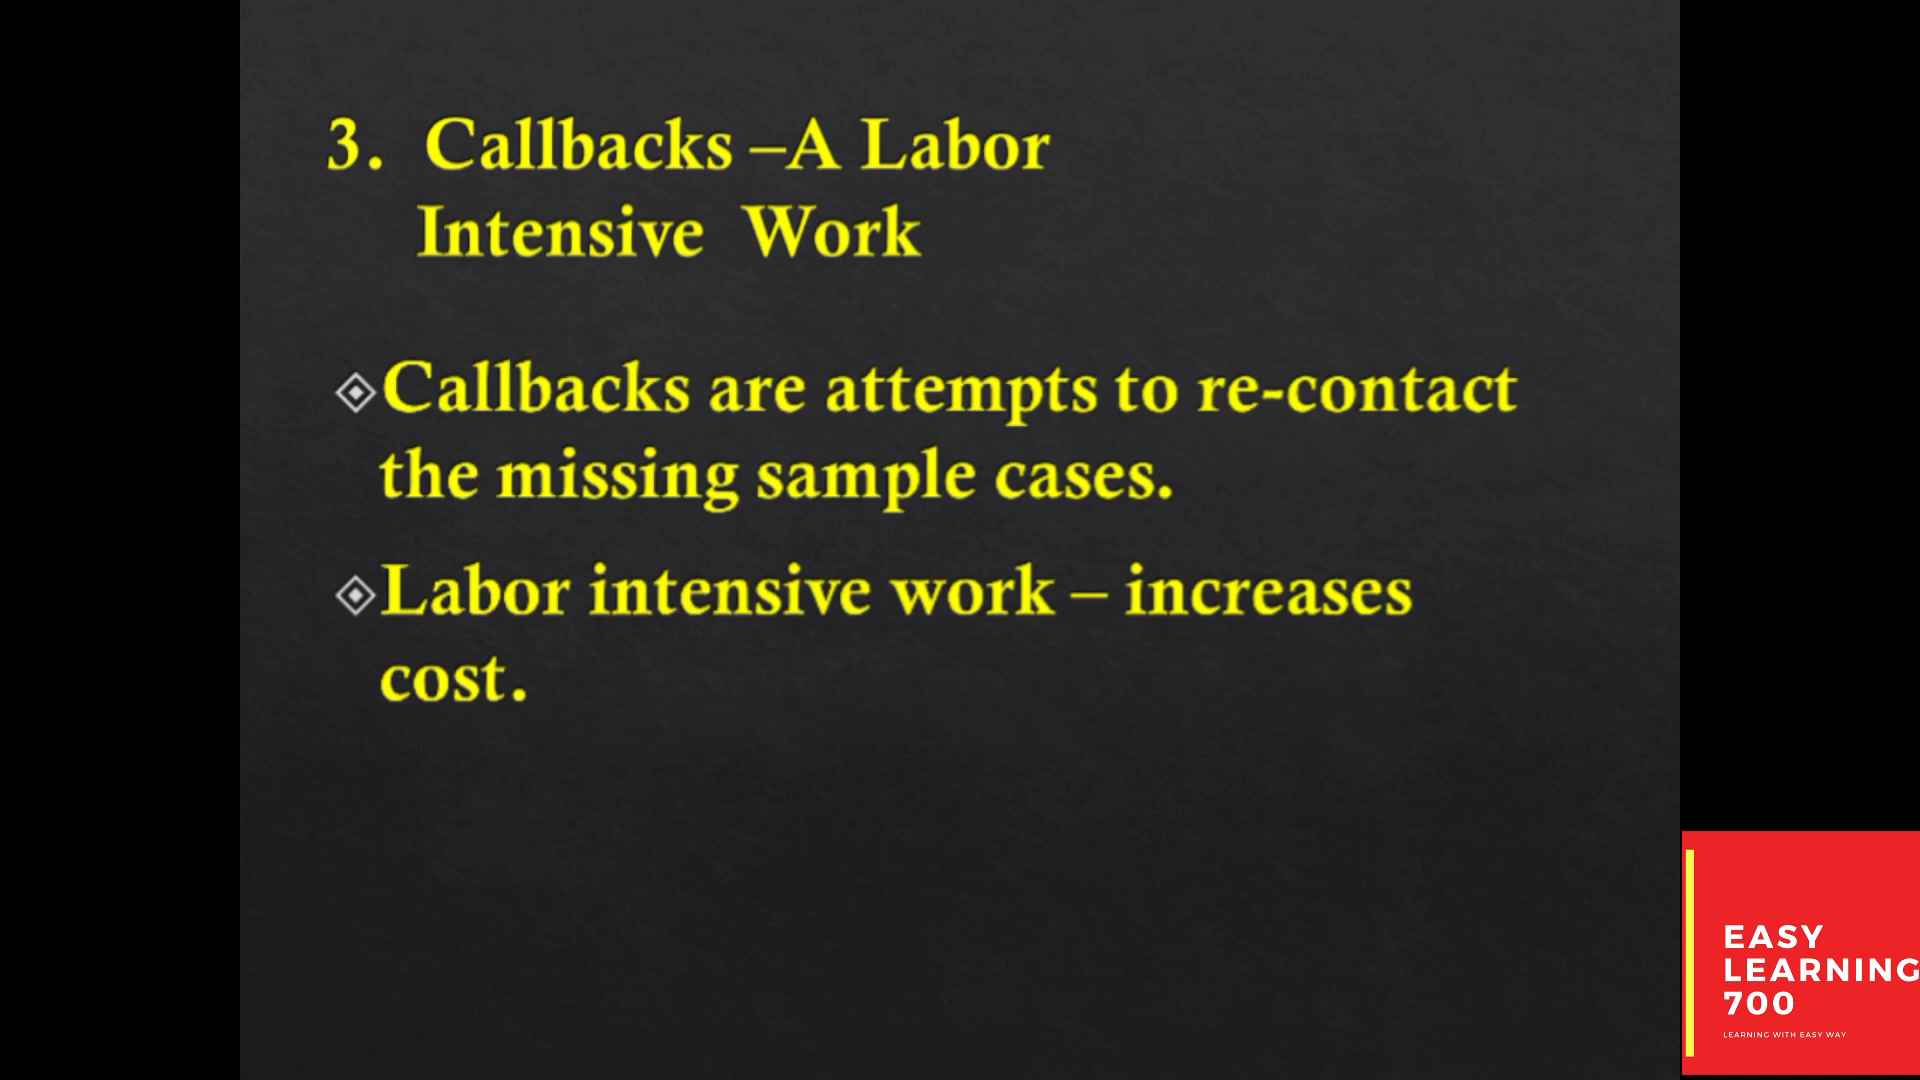 3. Callbacks –A Labor
Intensive Work
Callbacks are attempts to re-contact
the missing sample cases.
Labor intensive work – increases
cost.
EASY
LEARNING
700
LEARNING WITH EASY WAY